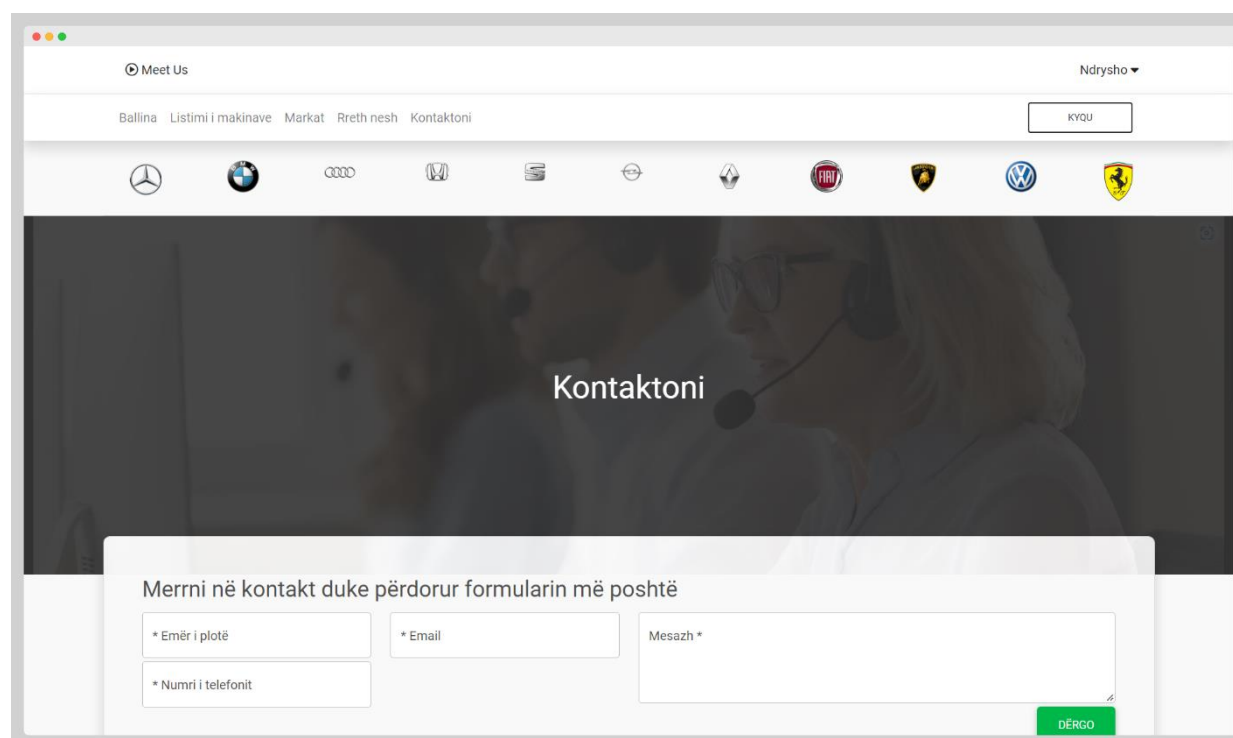 Meet Us
Ndrysho
Ballina Listimi i makinave Markat Rreth nesh Kontaktoni
KYQU
FIAT
Kontaktoni
Merrni në kontakt duke përdorur formularin më poshtë
* Emër i plotë
* Email
Mesazh *
* Numri i telefonit
DËRGO